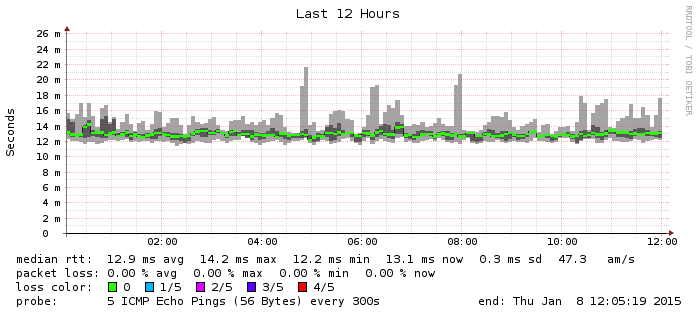 Last 12 Hours
RRDTOOL / TOBI OETIKER
Seconds
26 m
24 m
22 m
20 m
18 m
16 m
14 m
12 m
10 m
8 m
6 m
4 m
2 m
0
02:00 04:00 06:00 08:00 10:00 12:00
median rtt: 12.9 ms avg 14.2 ms max 12.2 ms min 13.1 ms now 0.3 ms sd 47.3 am/s
packet loss: 0.00 % avg 0.00 % max 0.00 % min 0.00 % now
loss color: 0 1/5 2/5 3/5 4/5
probe: 5 ICMP Echo Pings (56 Bytes) every 300s end: Thu Jan 8 12:05:19 2015